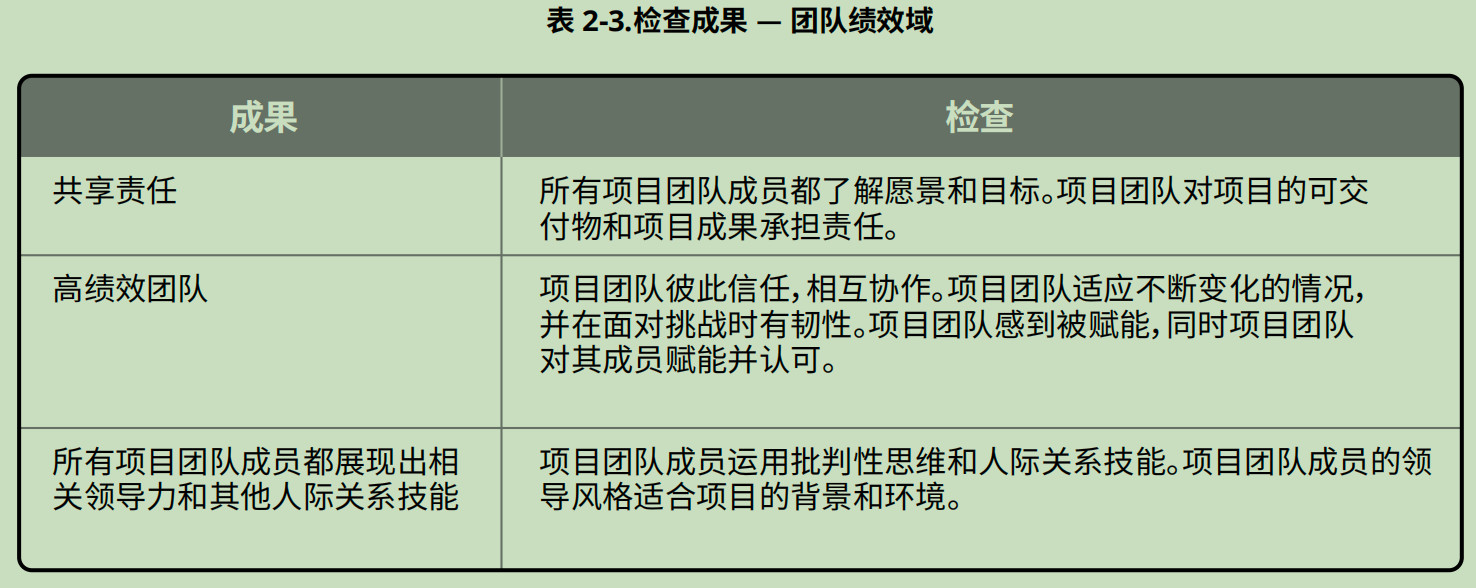 表 2-3.检查成果 — 团队绩效域
成果
检查
共享责任
所有项目团队成员都了解愿景和目标。项目团队对项目的可交
付物和项目成果承担责任。
高绩效团队
项目团队彼此信任，相互协作。项目团队适应不断变化的情况，
并在面对挑战时有韧性。项目团队感到被赋能，同时项目团队
对其成员赋能并认可。
所有项目团队成员都展现出相
关领导力和其他人际关系技能
项目团队成员运用批判性思维和人际关系技能。项目团队成员的领
导风格适合项目的背景和环境。